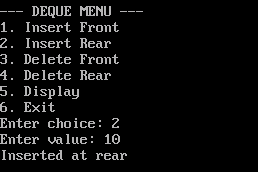 --- DEQUE MENU ---
1. Insert Front
2. Insert Rear
3. Delete Front
4. Delete Rear
5. Display
6. Exit
Enter choice: 2
Enter value: 10
Inserted at rear